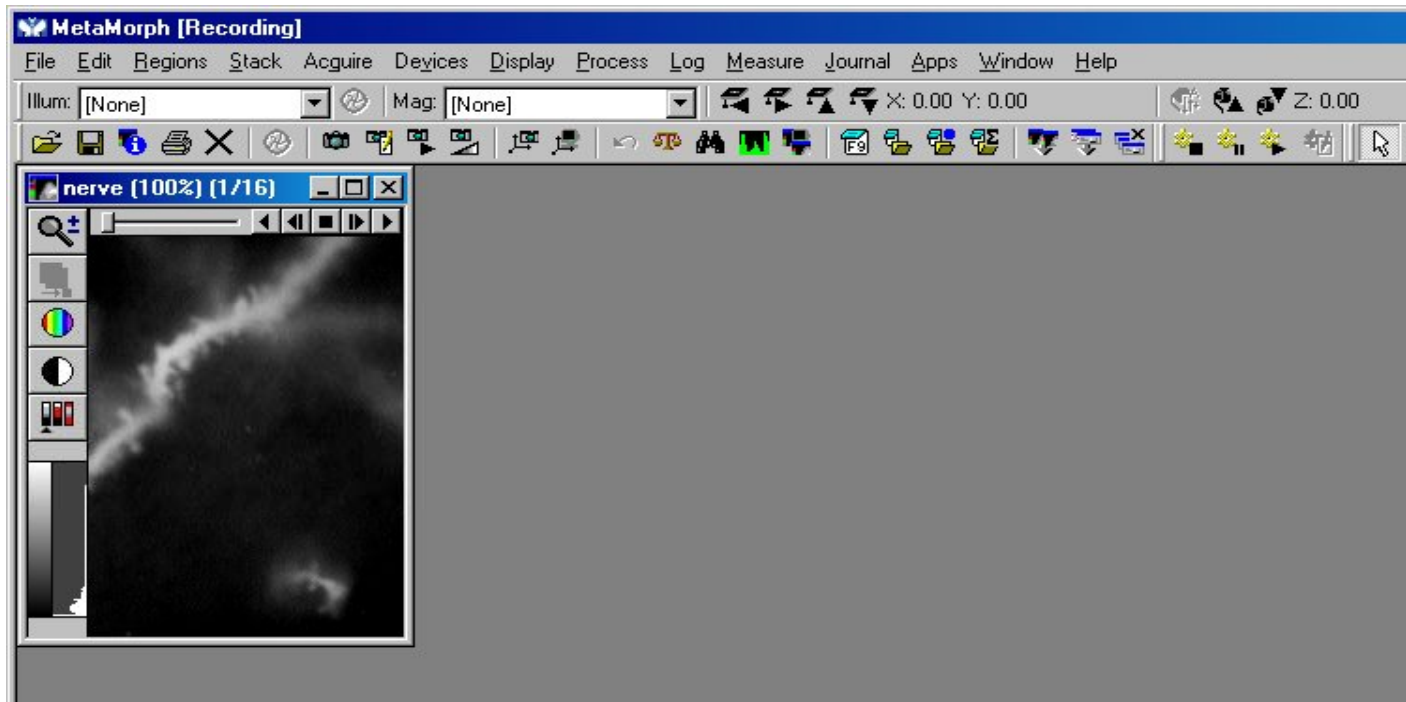 MetaMorph [Recording]
File Edit Regions Stack Acquire Devices Display Process Log Measure Journal Apps Window Help
Illum: [None] Mag: [None] X: 0.00 Y: 0.00 Z: 0.00
F9
nerve (100%) (1/16)